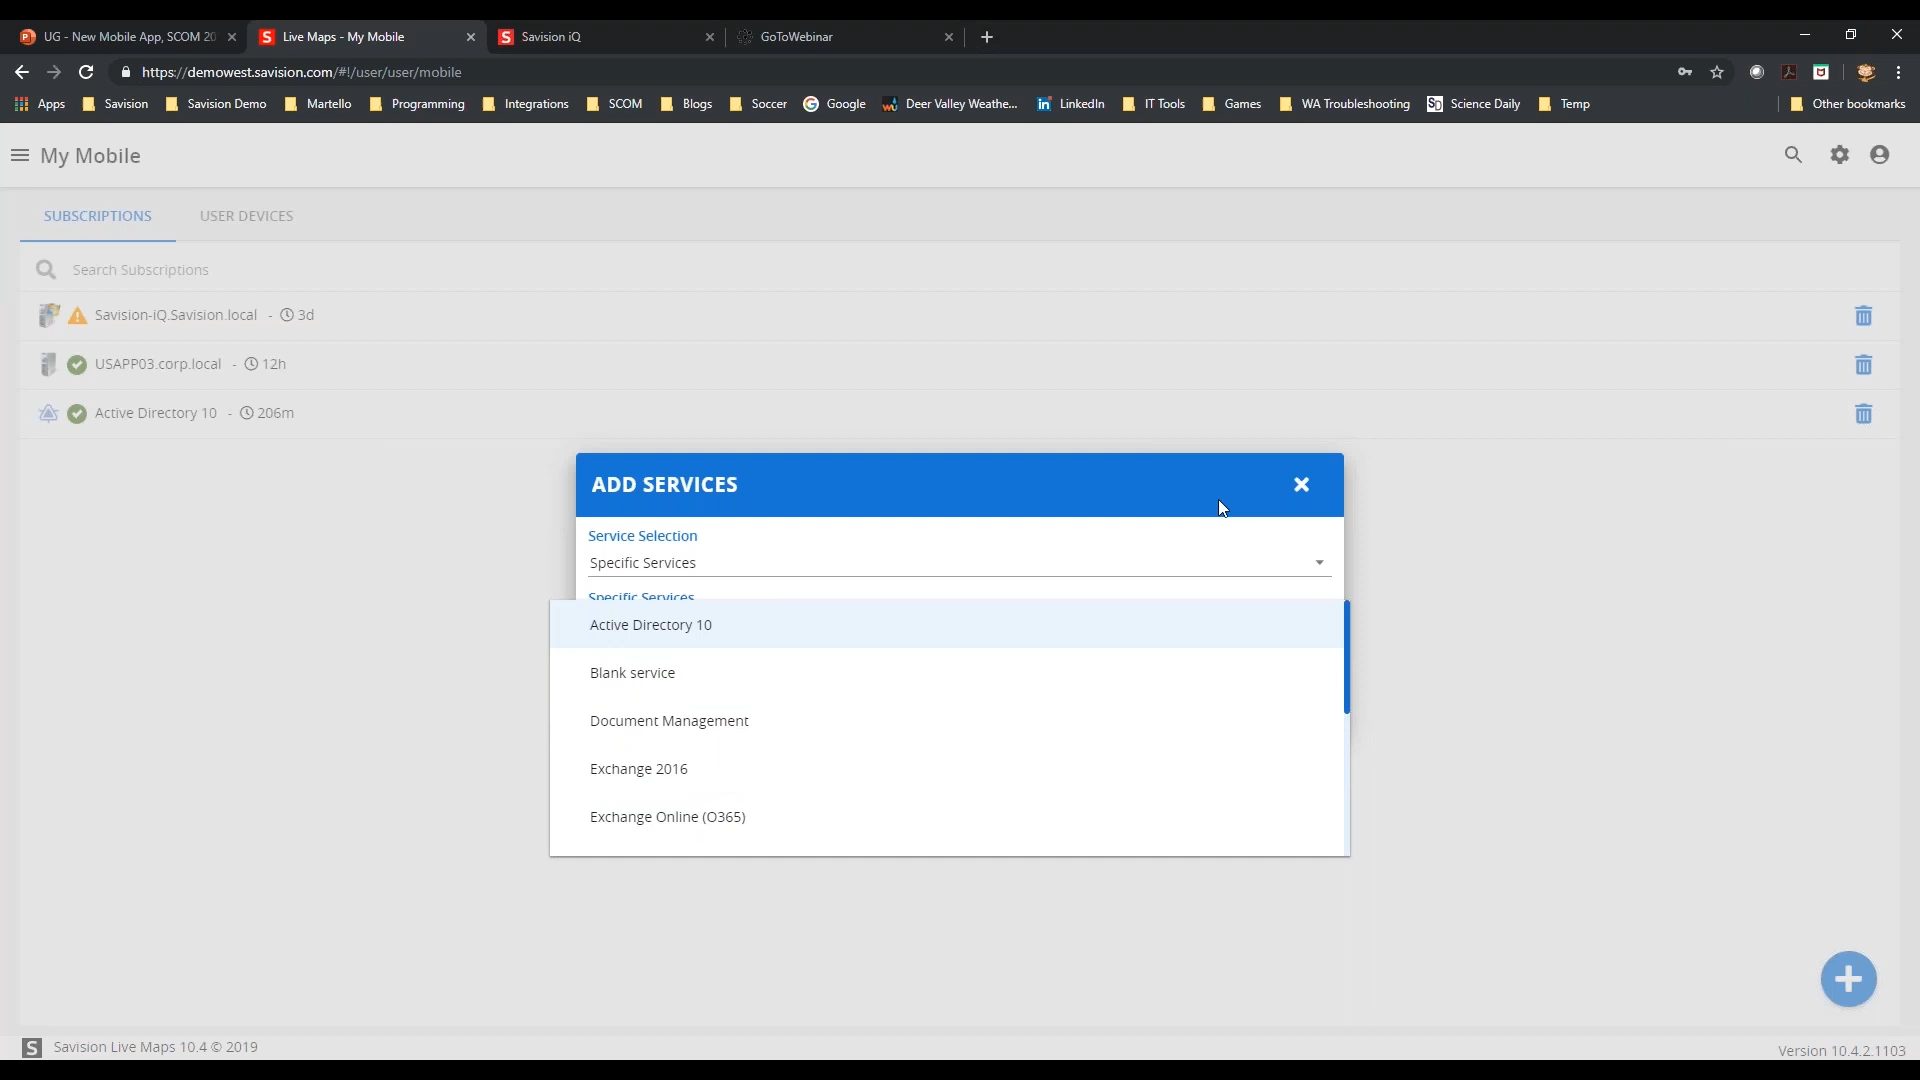 UG - New Mobile App, SCOM 20
Live Maps - My Mobile
Savision iQ
GoToWebinar
https://demowest.savision.com/#!/user/user/mobile
Apps Savision Savision Demo Martello Programming Integrations SCOM Blogs Soccer Google Deer Valley Weathe... LinkedIn IT Tools Games WA Troubleshooting Science Daily Temp Other bookmarks
My Mobile
SUBSCRIPTIONS USER DEVICES
Search Subscriptions
Savision-iQ.Savision.local - 3d
USAPP03.corp.local - 12h
Active Directory 10 - 206m
ADD SERVICES
Service Selection
Specific Services
Specific Services
Active Directory 10
Blank service
Document Management
Exchange 2016
Exchange Online (O365)
S Savision Live Maps 10.4 © 2019
Version 10.4.2.1103